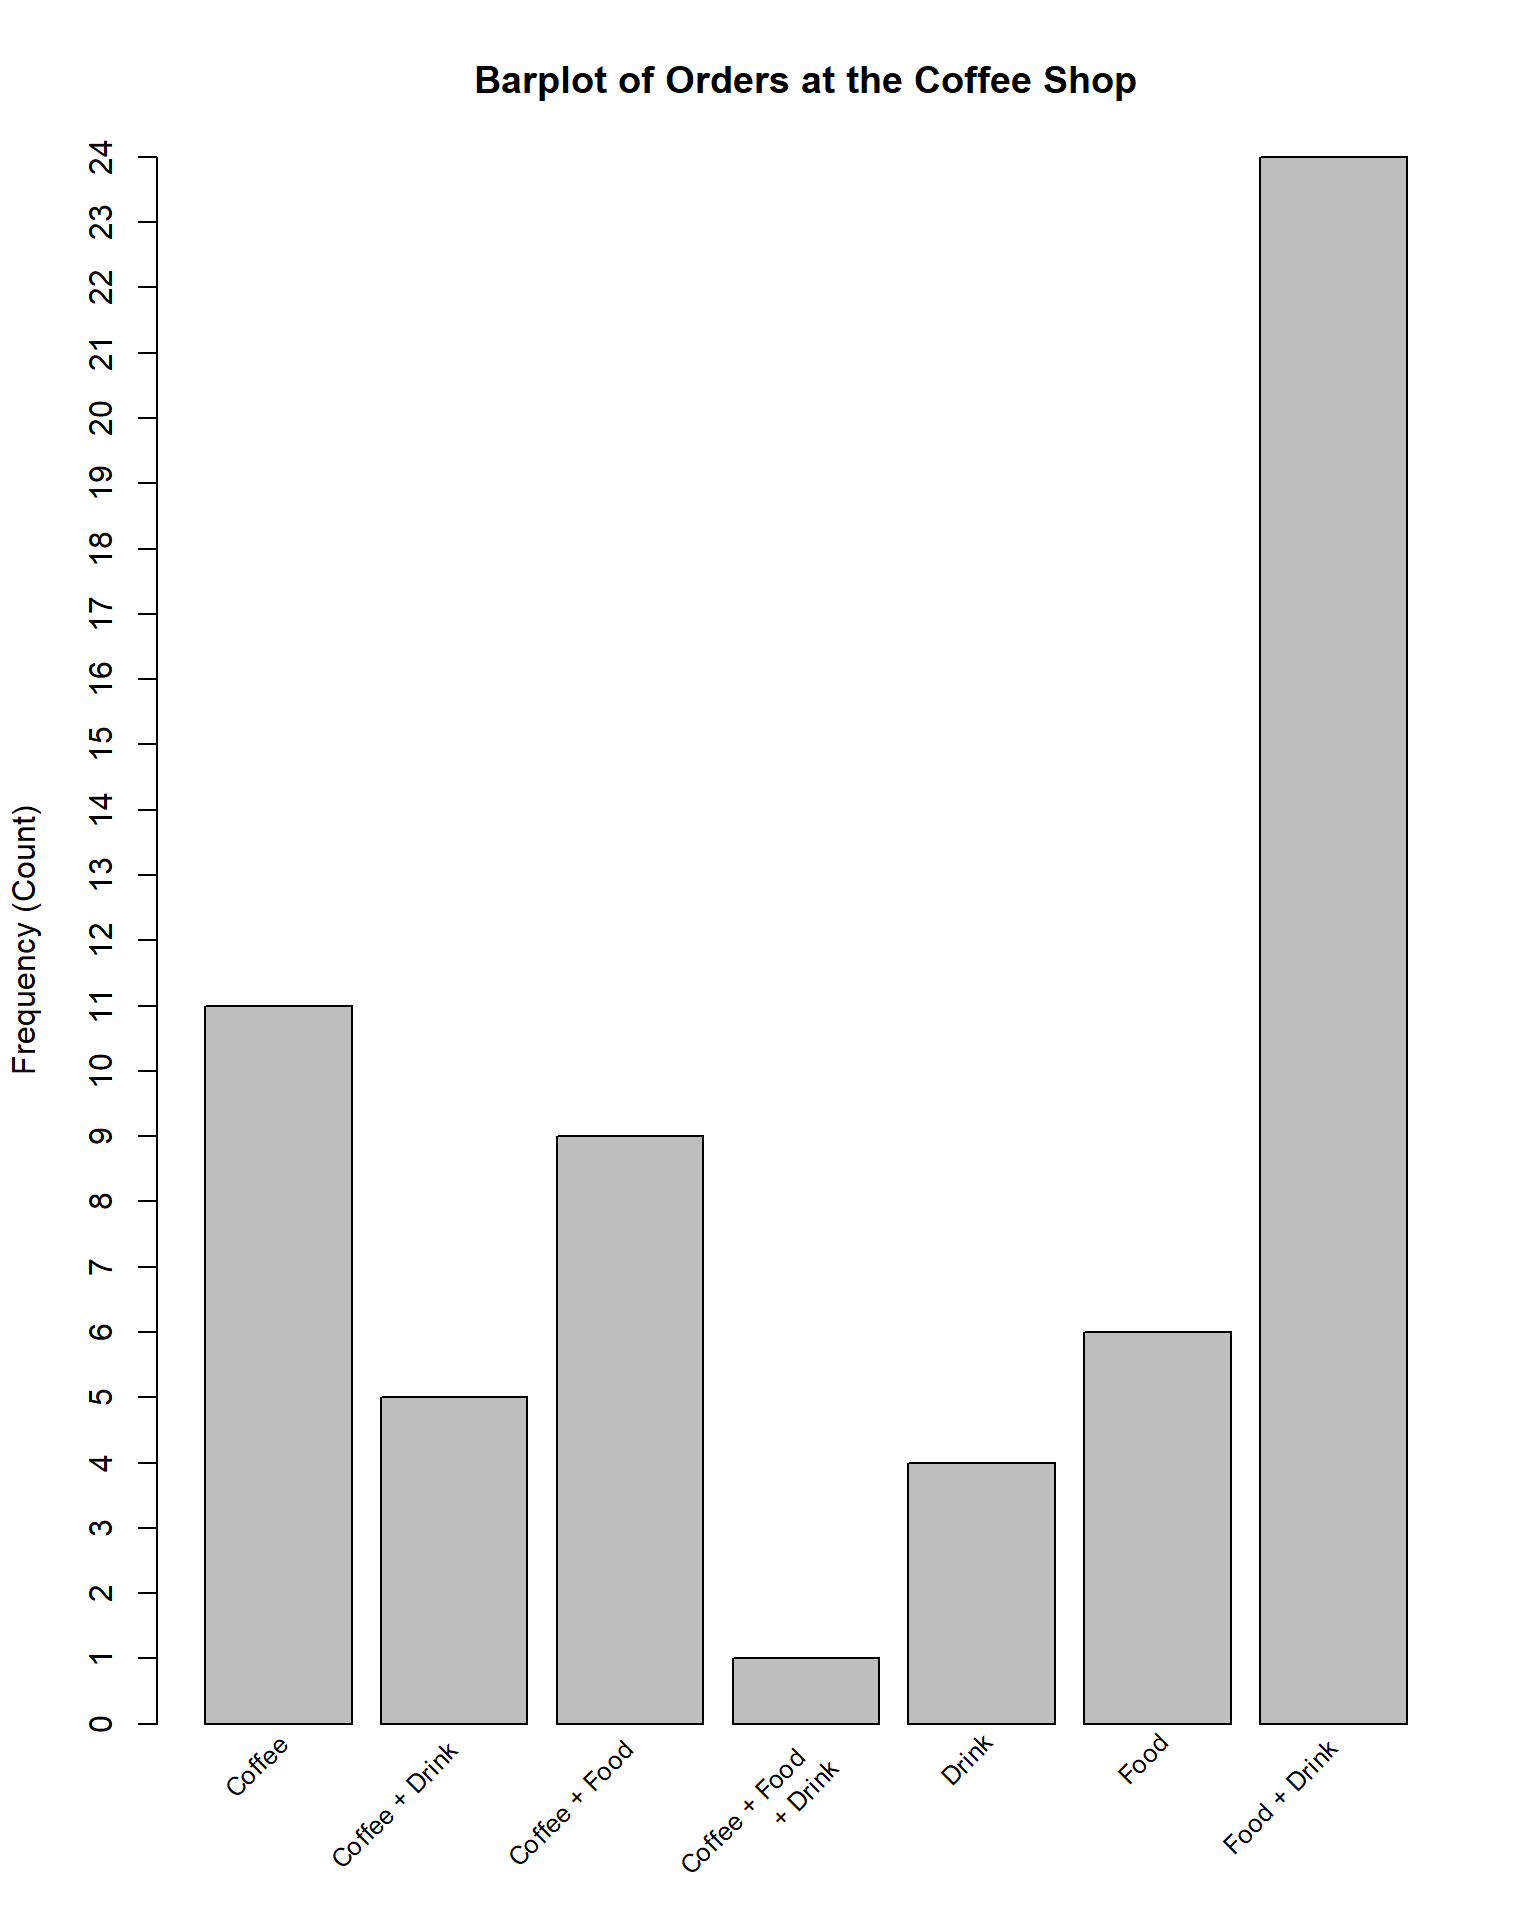 Barplot of Orders at the Coffee Shop
Frequency (Count)
24
23
22
21
20
19
18
17
16
15
14
13
12
11
10
9
8
7
6
5
4
3
2
1
0
Coffee
Coffee + Drink
Coffee + Food
Coffee + Food
+ Drink
Drink
Food
Food + Drink